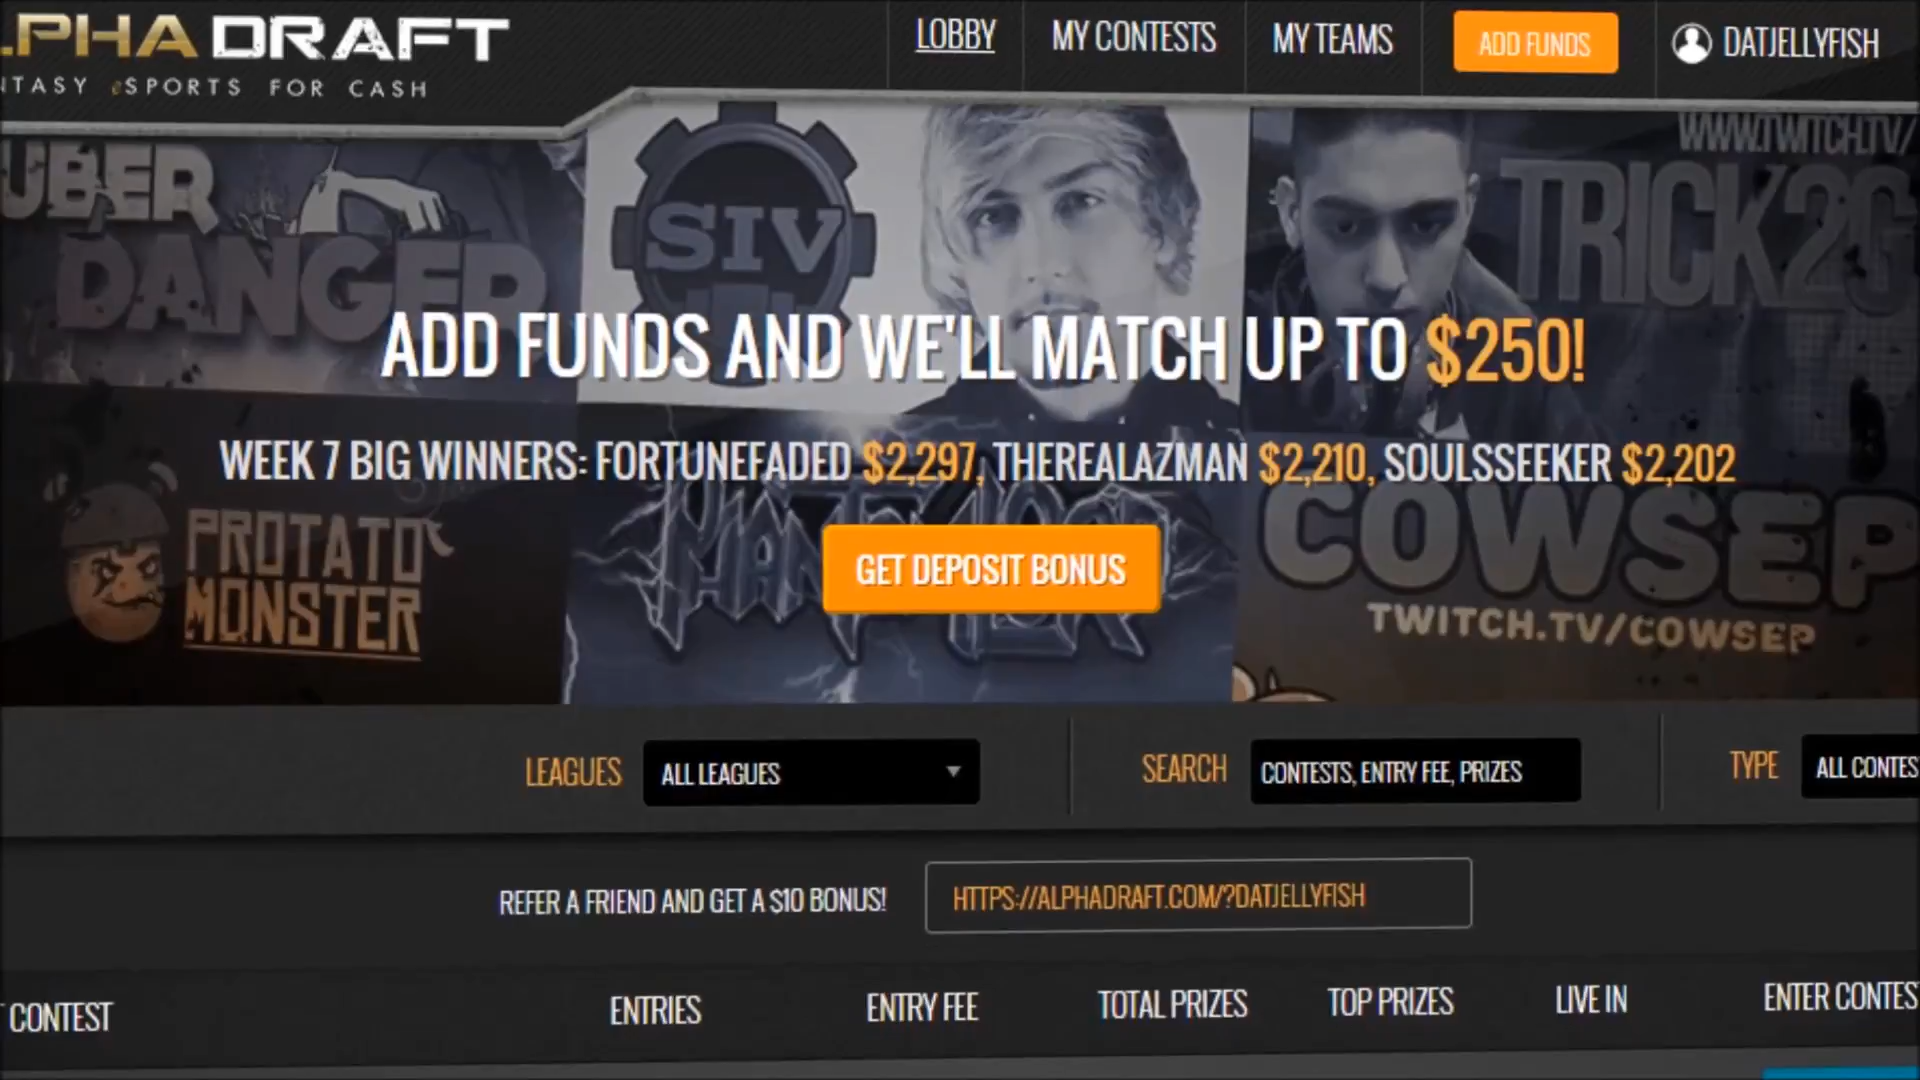 LPHA DRAFT
NTASY eSPORTS FOR CASH
LOBBY
MY CONTESTS
MY TEAMS
ADD FUNDS
DATJELLYFISH
UBER
DANGER
SIV
WWW.TWITCH.TV/
TRICK2G
ADD FUNDS AND WE'LL MATCH UP TO $250!
WEEK 7 BIG WINNERS: FORTUNEFADED $2,297, THEREALAZMAN $2,210, SOULSSEEKER $2,202
PROTATO
MONSTER
COWSEP
TWITCH.TV/COWSEP
GET DEPOSIT BONUS
LEAGUES
ALL LEAGUES
SEARCH
CONTESTS, ENTRY FEE, PRIZES
TYPE
ALL CONTES
REFER A FRIEND AND GET A $10 BONUS!
HTTPS://ALPHADRAFT.COM/?DATJELLYFISH
T CONTEST
ENTRIES
ENTRY FEE
TOTAL PRIZES
TOP PRIZES
LIVE IN
ENTER CONTEST